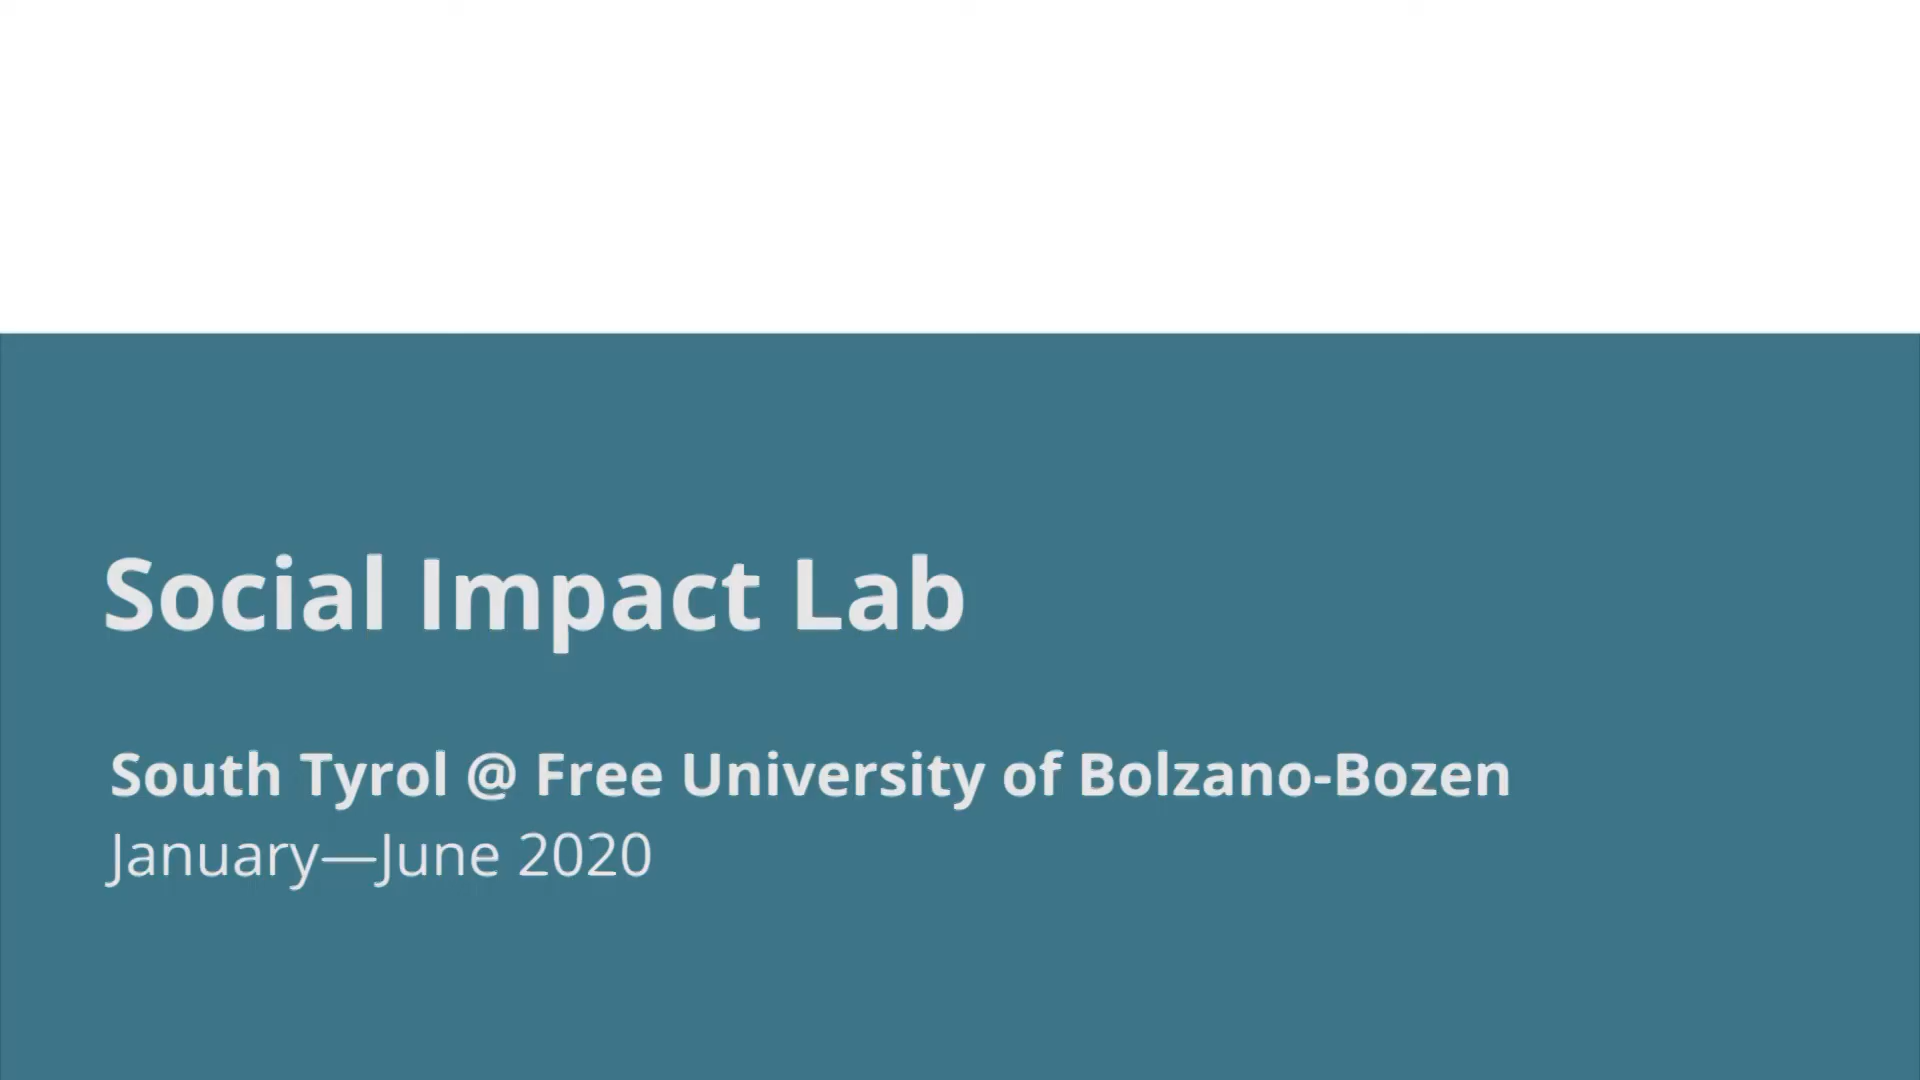 Social Impact Lab
South Tyrol @ Free University of Bolzano-Bozen
January—June 2020